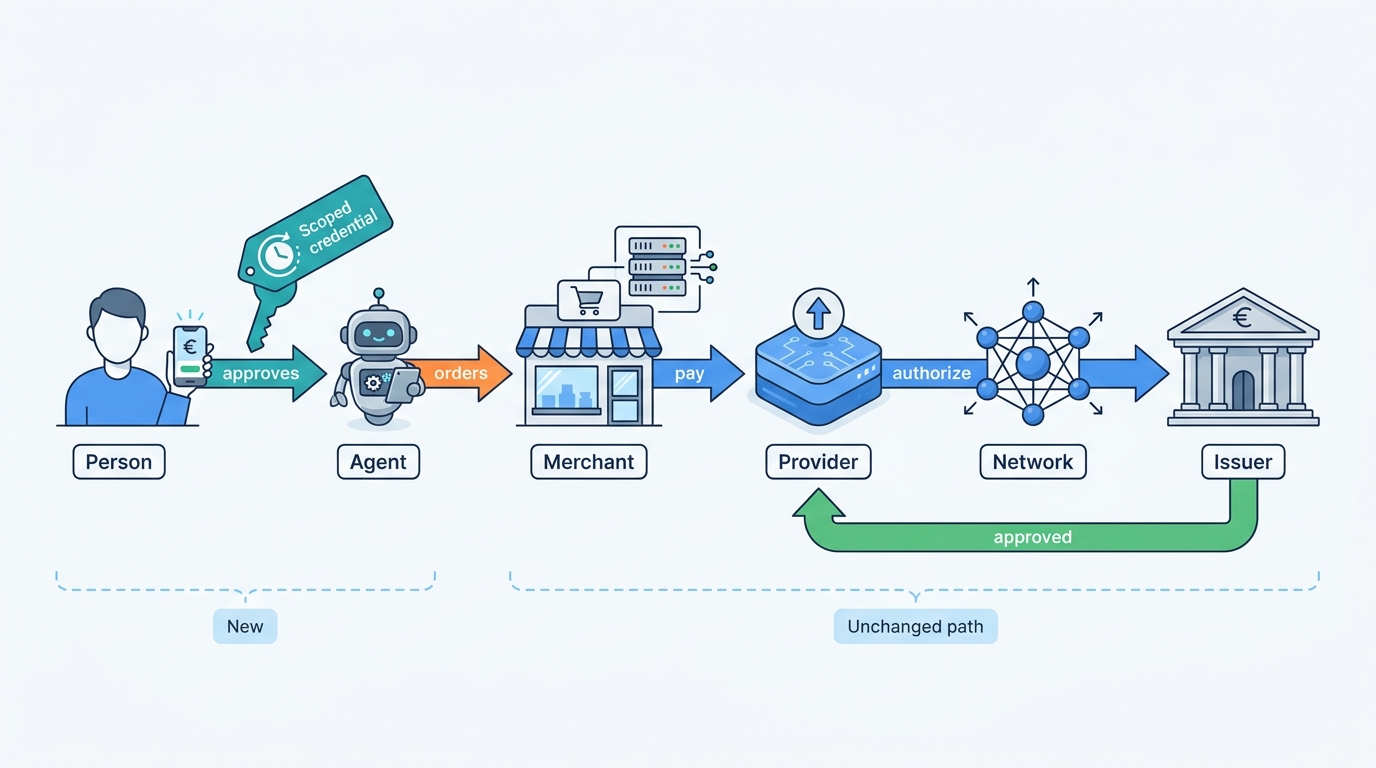 Scoped
credential
€
approves
orders
pay
authorize
€
Person
Agent
Merchant
Provider
Network
Issuer
approved
New
Unchanged path